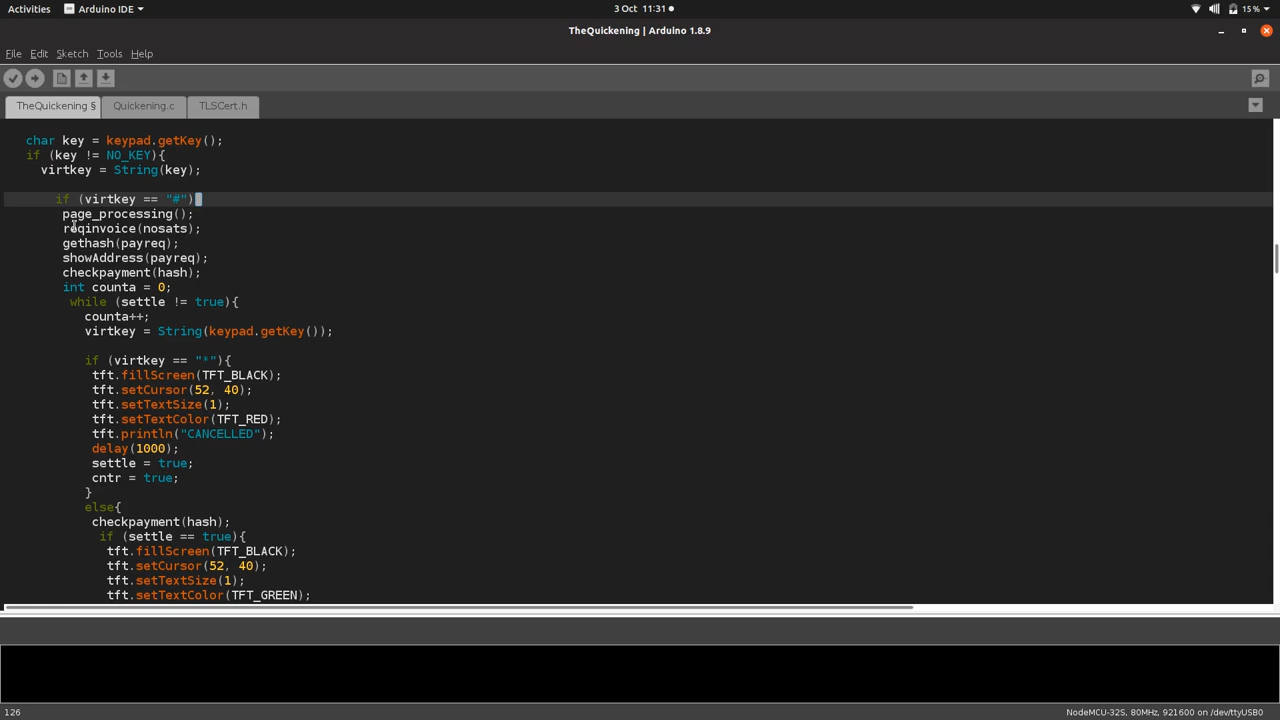 Activities Arduino IDE 3 Oct 11:31 15%
TheQuickening | Arduino 1.8.9
File Edit Sketch Tools Help
TheQuickening § Quickening.c TLSCert.h
char key = keypad.getKey();
if (key != NO_KEY){
virtkey = String(key);
if (virtkey == "#")
page_processing();
reqinvoice(nosats);
gethash(payreq);
showAddress(payreq);
checkpayment(hash);
int counta = 0;
while (settle != true){
counta++;
virtkey = String(keypad.getKey());
if (virtkey == "*"){
tft.fillScreen(TFT_BLACK);
tft.setCursor(52, 40);
tft.setTextSize(1);
tft.setTextColor(TFT_RED);
tft.println("CANCELLED");
delay(1000);
settle = true;
cntr = true;
}
else{
checkpayment(hash);
if (settle == true){
tft.fillScreen(TFT_BLACK);
tft.setCursor(52, 40);
tft.setTextSize(1);
tft.setTextColor(TFT_GREEN);
126 NodeMCU-32S, 80MHz, 921600 on /dev/ttyUSB0